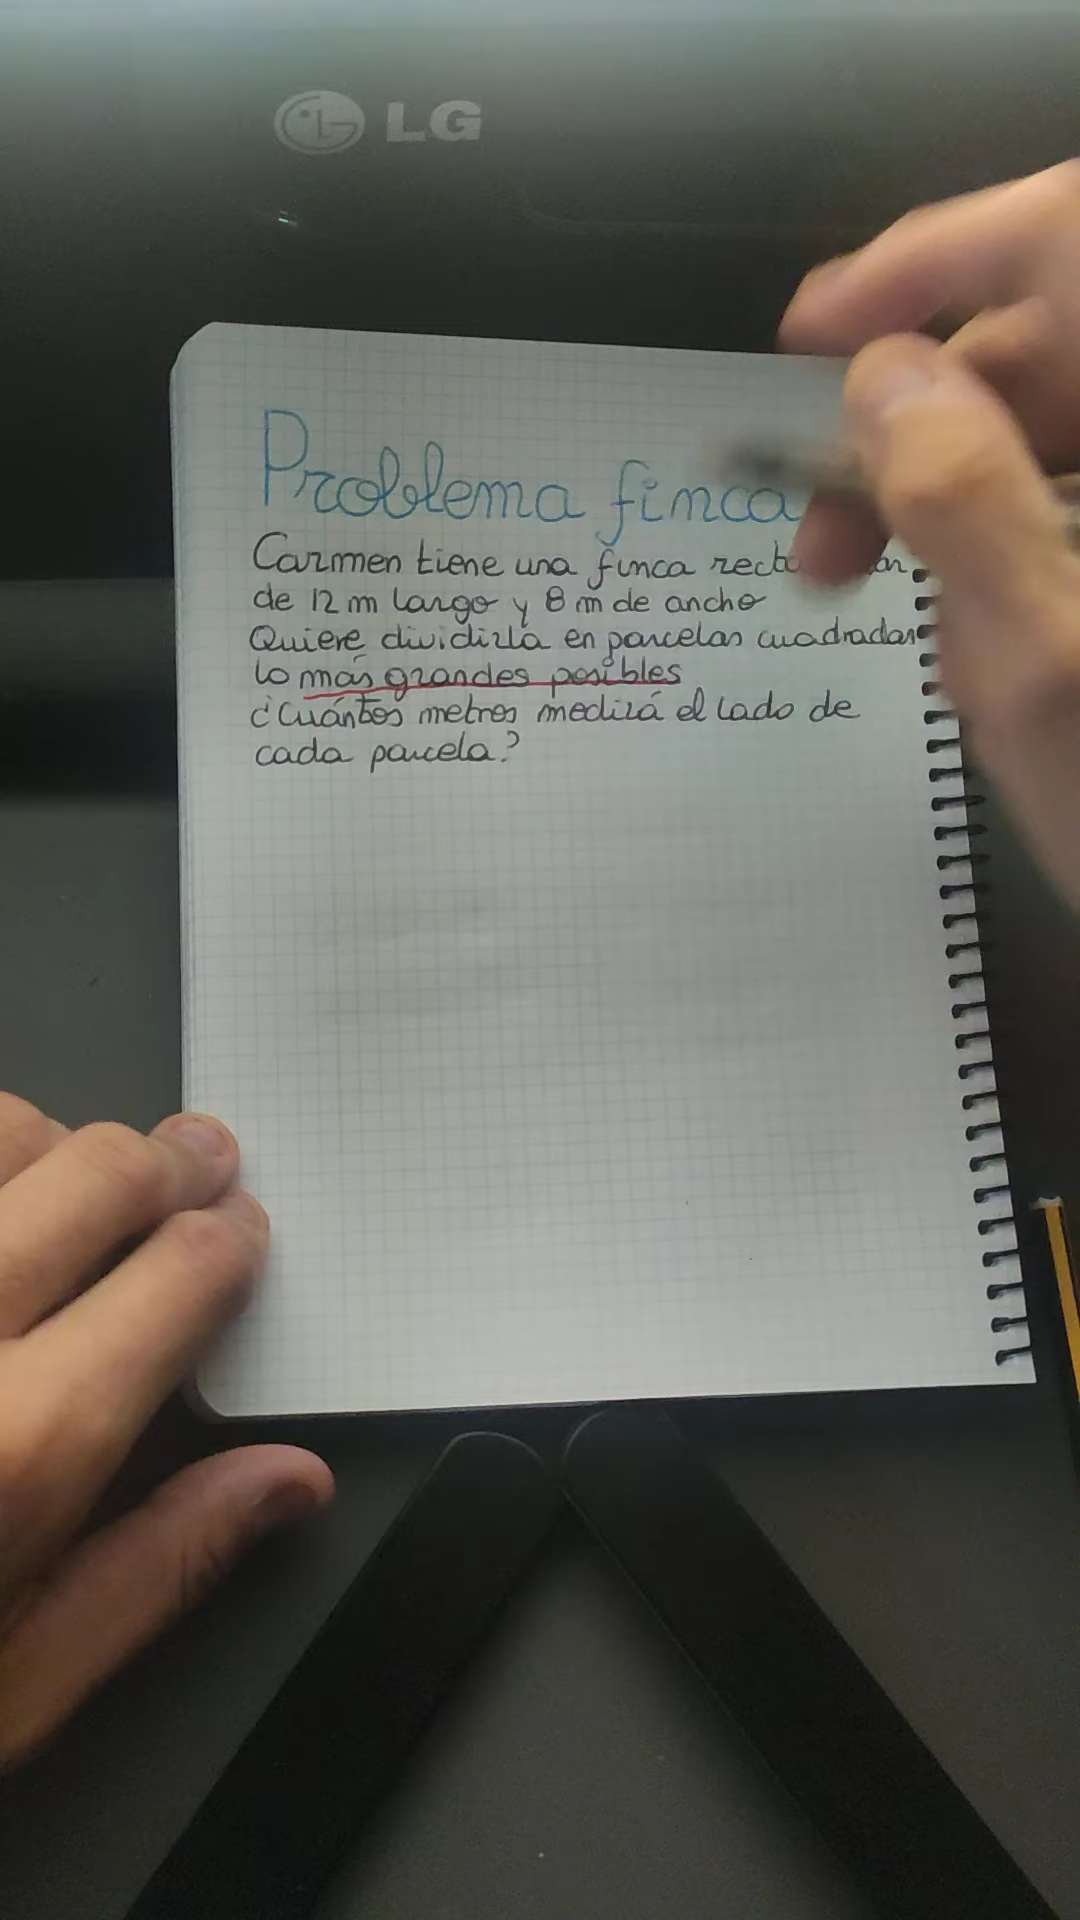 LG
Problema finca
Carmen tiene una finca
de 12 m largo y 8 m de ancho
Quiere dividirla en parcelas cuadradas
lo más grandes posibles
¿Cuántos metros medirá el lado de
cada parcela?